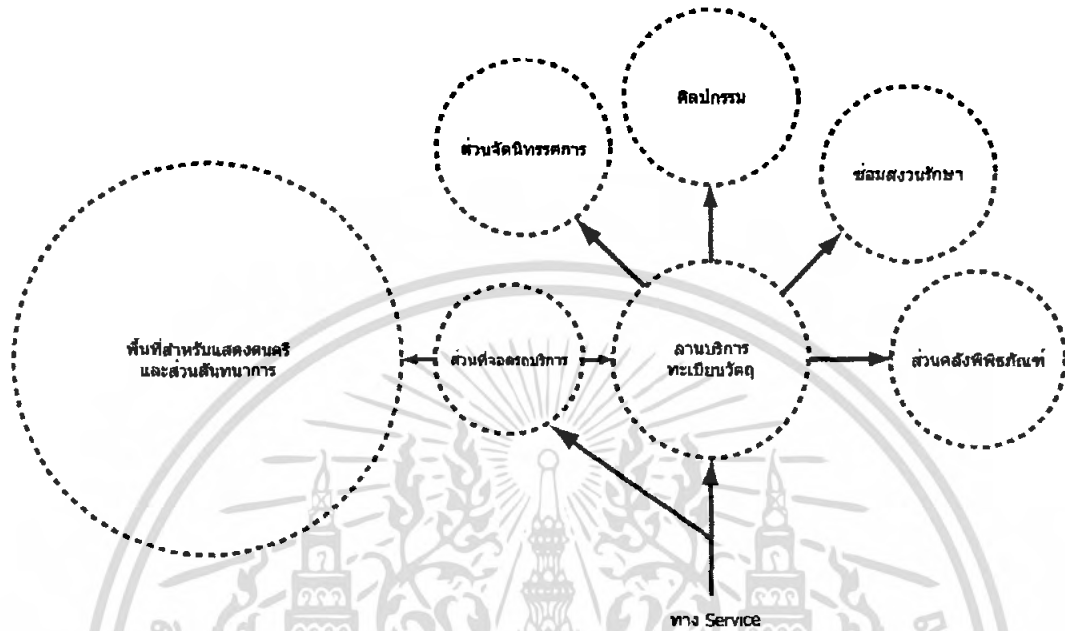 ศิลปกรรม
ส่วนจัดนิทรรศการ
ซ่อมสงวนรักษา
พื้นที่สำหรับแสดงดนตรี
และส่วนสันทนาการ
ส่วนที่จอดรถบริการ
ลานบริการ
ทะเบียนวัตถุ
ส่วนคลังพิพิธภัณฑ์
ทาง Service